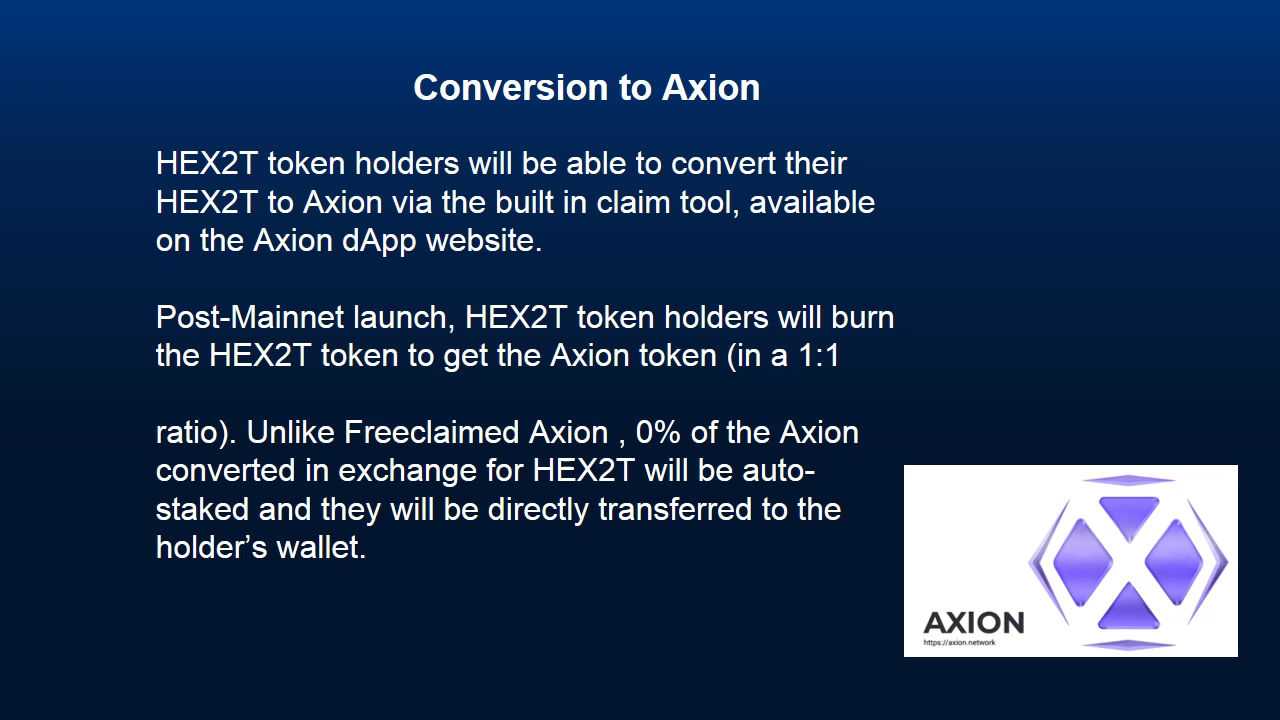 Conversion to Axion
HEX2T token holders will be able to convert their
HEX2T to Axion via the built in claim tool, available
on the Axion dApp website.
Post-Mainnet launch, HEX2T token holders will burn
the HEX2T token to get the Axion token (in a 1:1
ratio). Unlike Freeclaimed Axion , 0% of the Axion
converted in exchange for HEX2T will be auto-
staked and they will be directly transferred to the
holder’s wallet.
AXION
https://axion.network